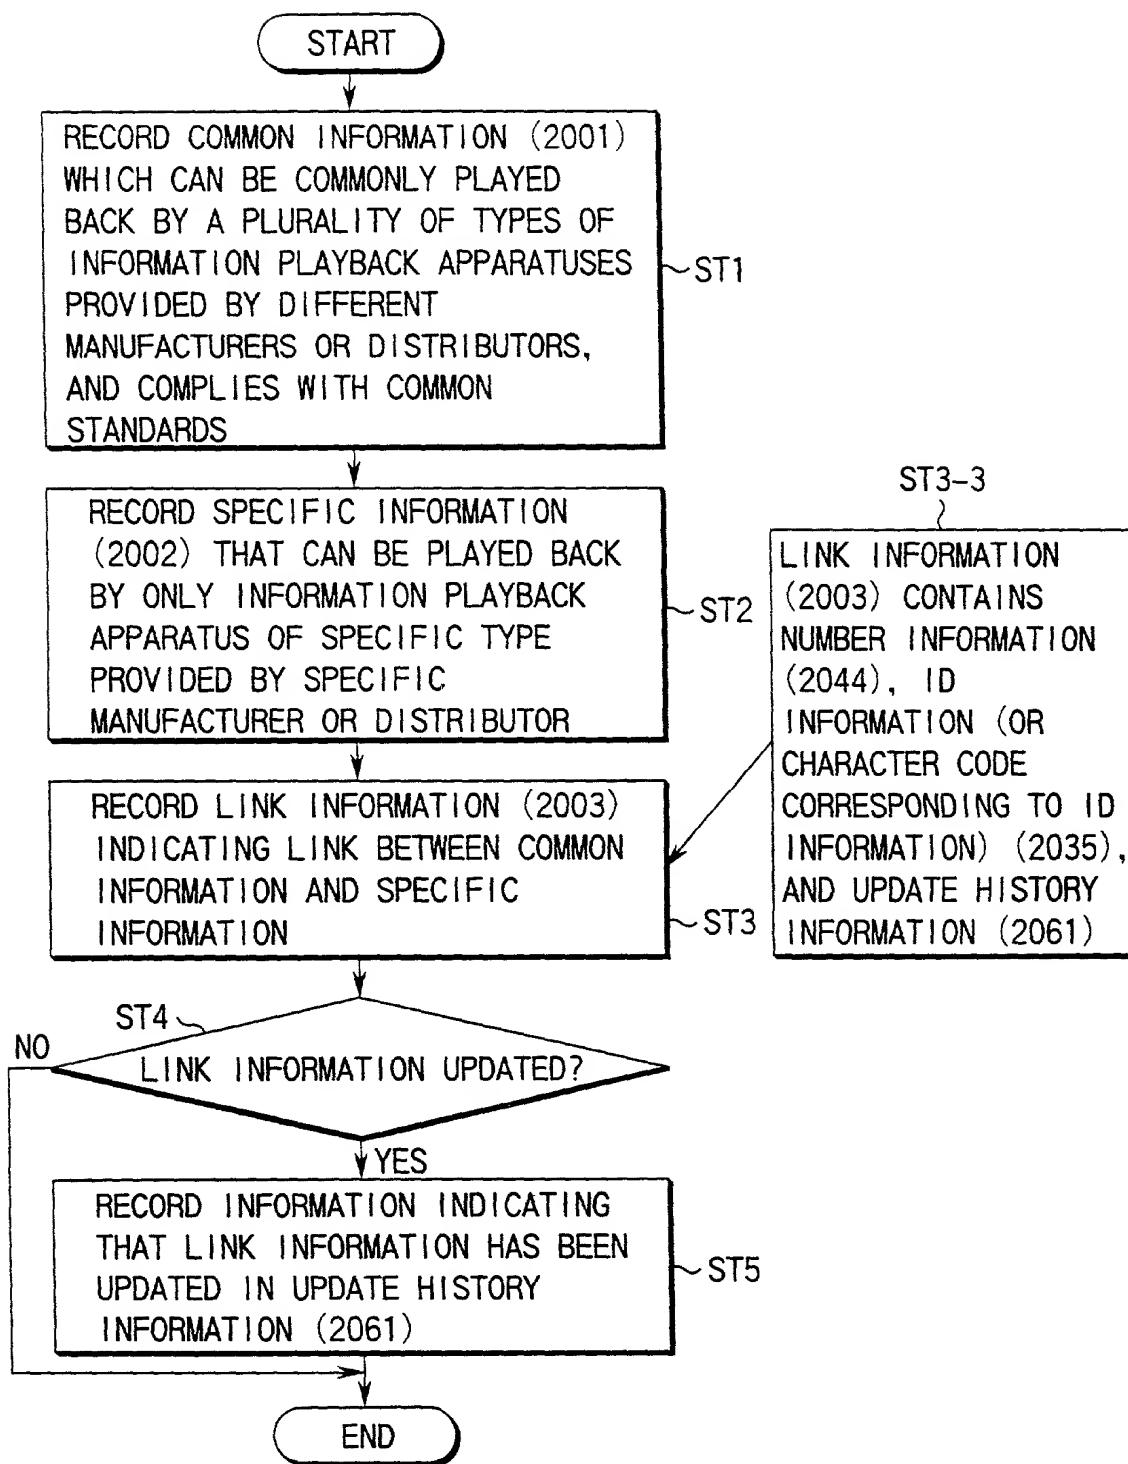 START
RECORD COMMON INFORMATION (2001)
WHICH CAN BE COMMONLY PLAYED
BACK BY A PLURALITY OF TYPES OF
INFORMATION PLAYBACK APPARATUSES
PROVIDED BY DIFFERENT
MANUFACTURERS OR DISTRIBUTORS,
AND COMPLIES WITH COMMON
STANDARDS
ST1
RECORD SPECIFIC INFORMATION
(2002) THAT CAN BE PLAYED BACK
BY ONLY INFORMATION PLAYBACK
APPARATUS OF SPECIFIC TYPE
PROVIDED BY SPECIFIC
MANUFACTURER OR DISTRIBUTOR
ST2
RECORD LINK INFORMATION (2003)
INDICATING LINK BETWEEN COMMON
INFORMATION AND SPECIFIC
INFORMATION
ST3
ST3-3
LINK INFORMATION
(2003) CONTAINS
NUMBER INFORMATION
(2044), ID
INFORMATION (OR
CHARACTER CODE
CORRESPONDING TO ID
INFORMATION) (2035),
AND UPDATE HISTORY
INFORMATION (2061)
ST4
NO
LINK INFORMATION UPDATED?
YES
RECORD INFORMATION INDICATING
THAT LINK INFORMATION HAS BEEN
UPDATED IN UPDATE HISTORY
INFORMATION (2061)
ST5
END